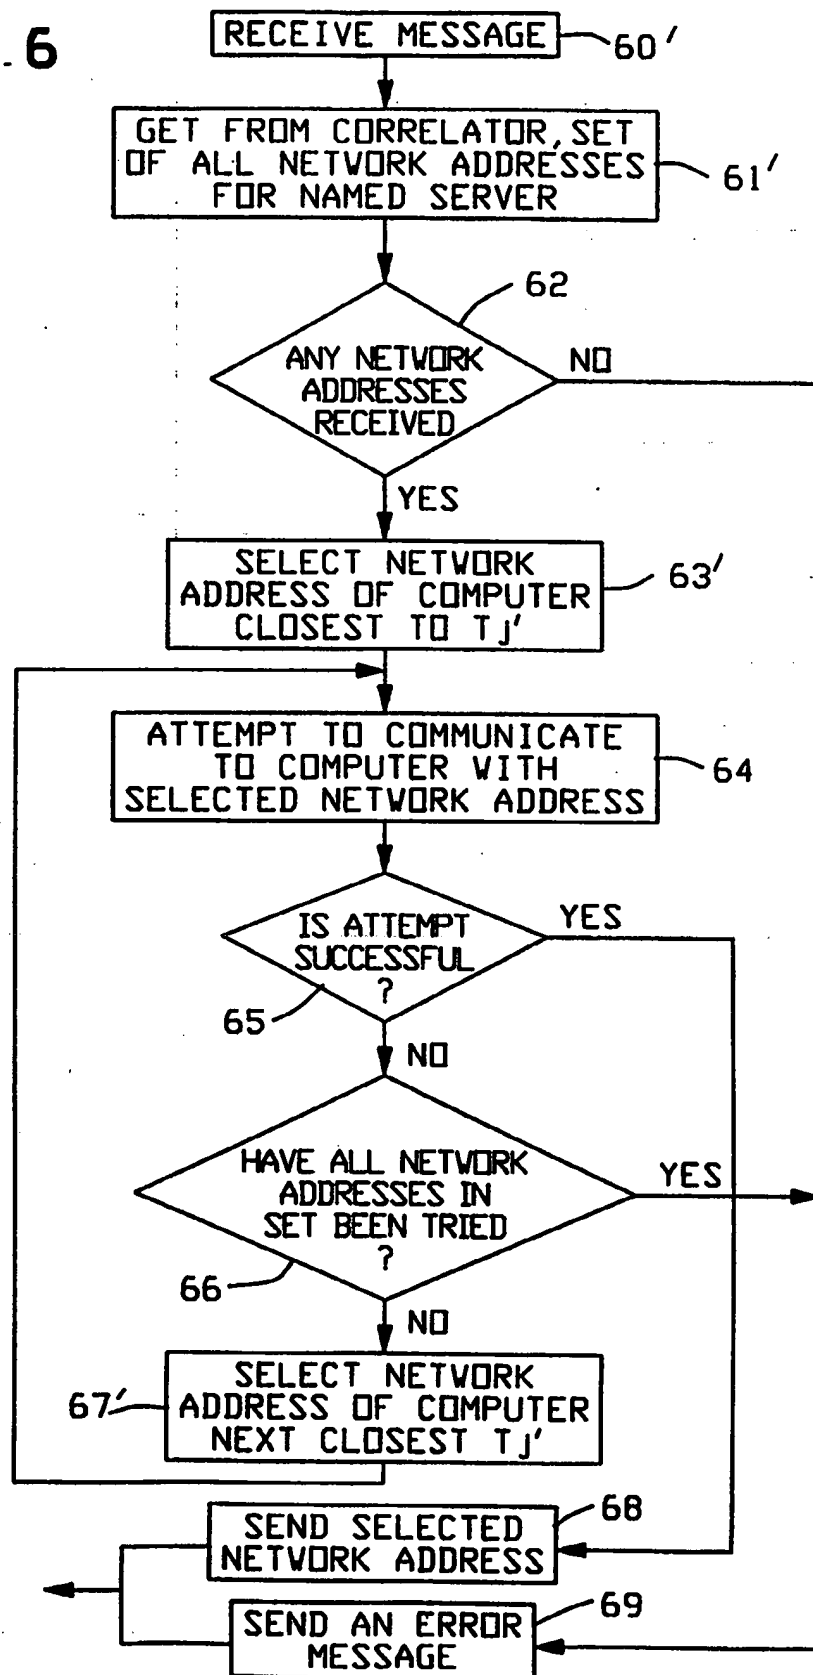 . 6
RECEIVE MESSAGE
60'
GET FROM CORRELATOR, SET
OF ALL NETWORK ADDRESSES
FOR NAMED SERVER
61'
62
ANY NETWORK
ADDRESSES
RECEIVED
NO
YES
SELECT NETWORK
ADDRESS OF COMPUTER
CLOSEST TO Tj'
63'
ATTEMPT TO COMMUNICATE
TO COMPUTER WITH
SELECTED NETWORK ADDRESS
64
IS ATTEMPT
SUCCESSFUL
?
YES
65
NO
HAVE ALL NETWORK
ADDRESSES IN
SET BEEN TRIED
?
YES
66
NO
SELECT NETWORK
ADDRESS OF COMPUTER
NEXT CLOSEST Tj'
67'
SEND SELECTED
NETWORK ADDRESS
68
SEND AN ERROR
MESSAGE
69